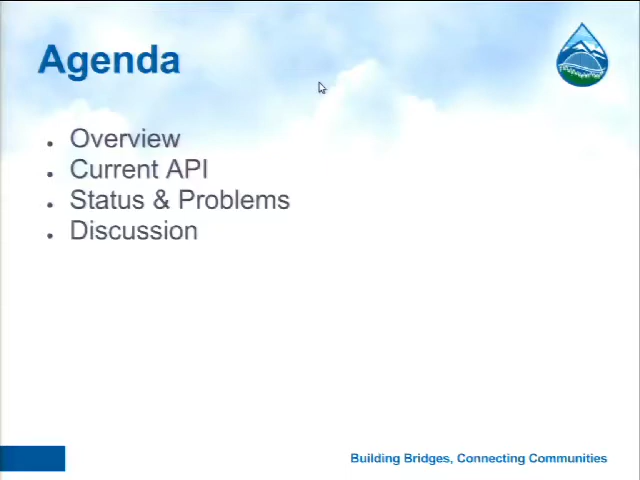 Agenda
Overview
Current API
Status & Problems
Discussion
Building Bridges, Connecting Communities